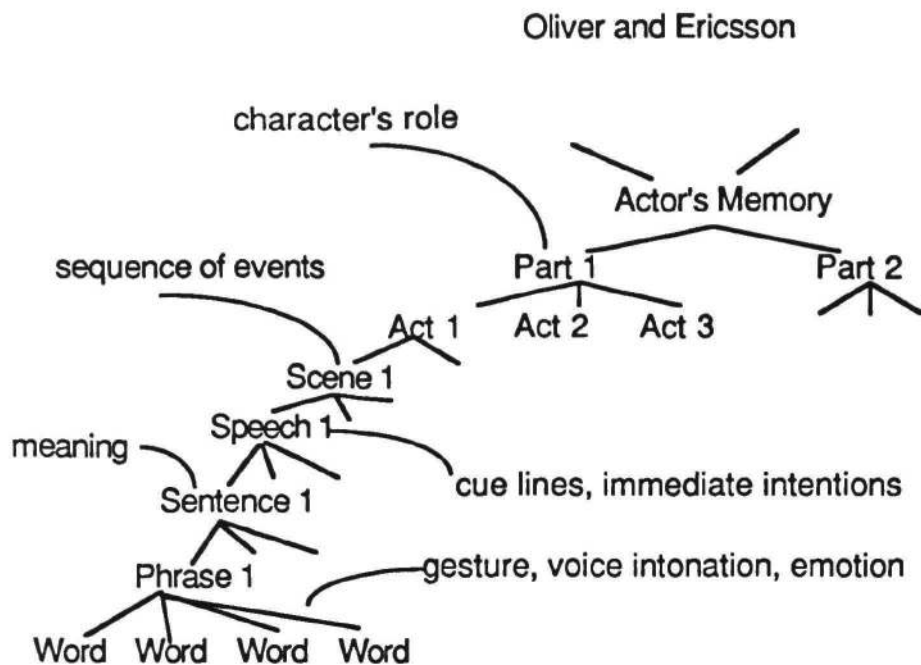 Oliver and Ericsson
character's role
Actor's Memory
sequence of events
Part 1
Part 2
Act 1
Act 2
Act 3
Scene 1
Speech 1
meaning
cue lines, immediate intentions
Sentence 1
gesture, voice intonation, emotion
Phrase 1
Word Word Word Word